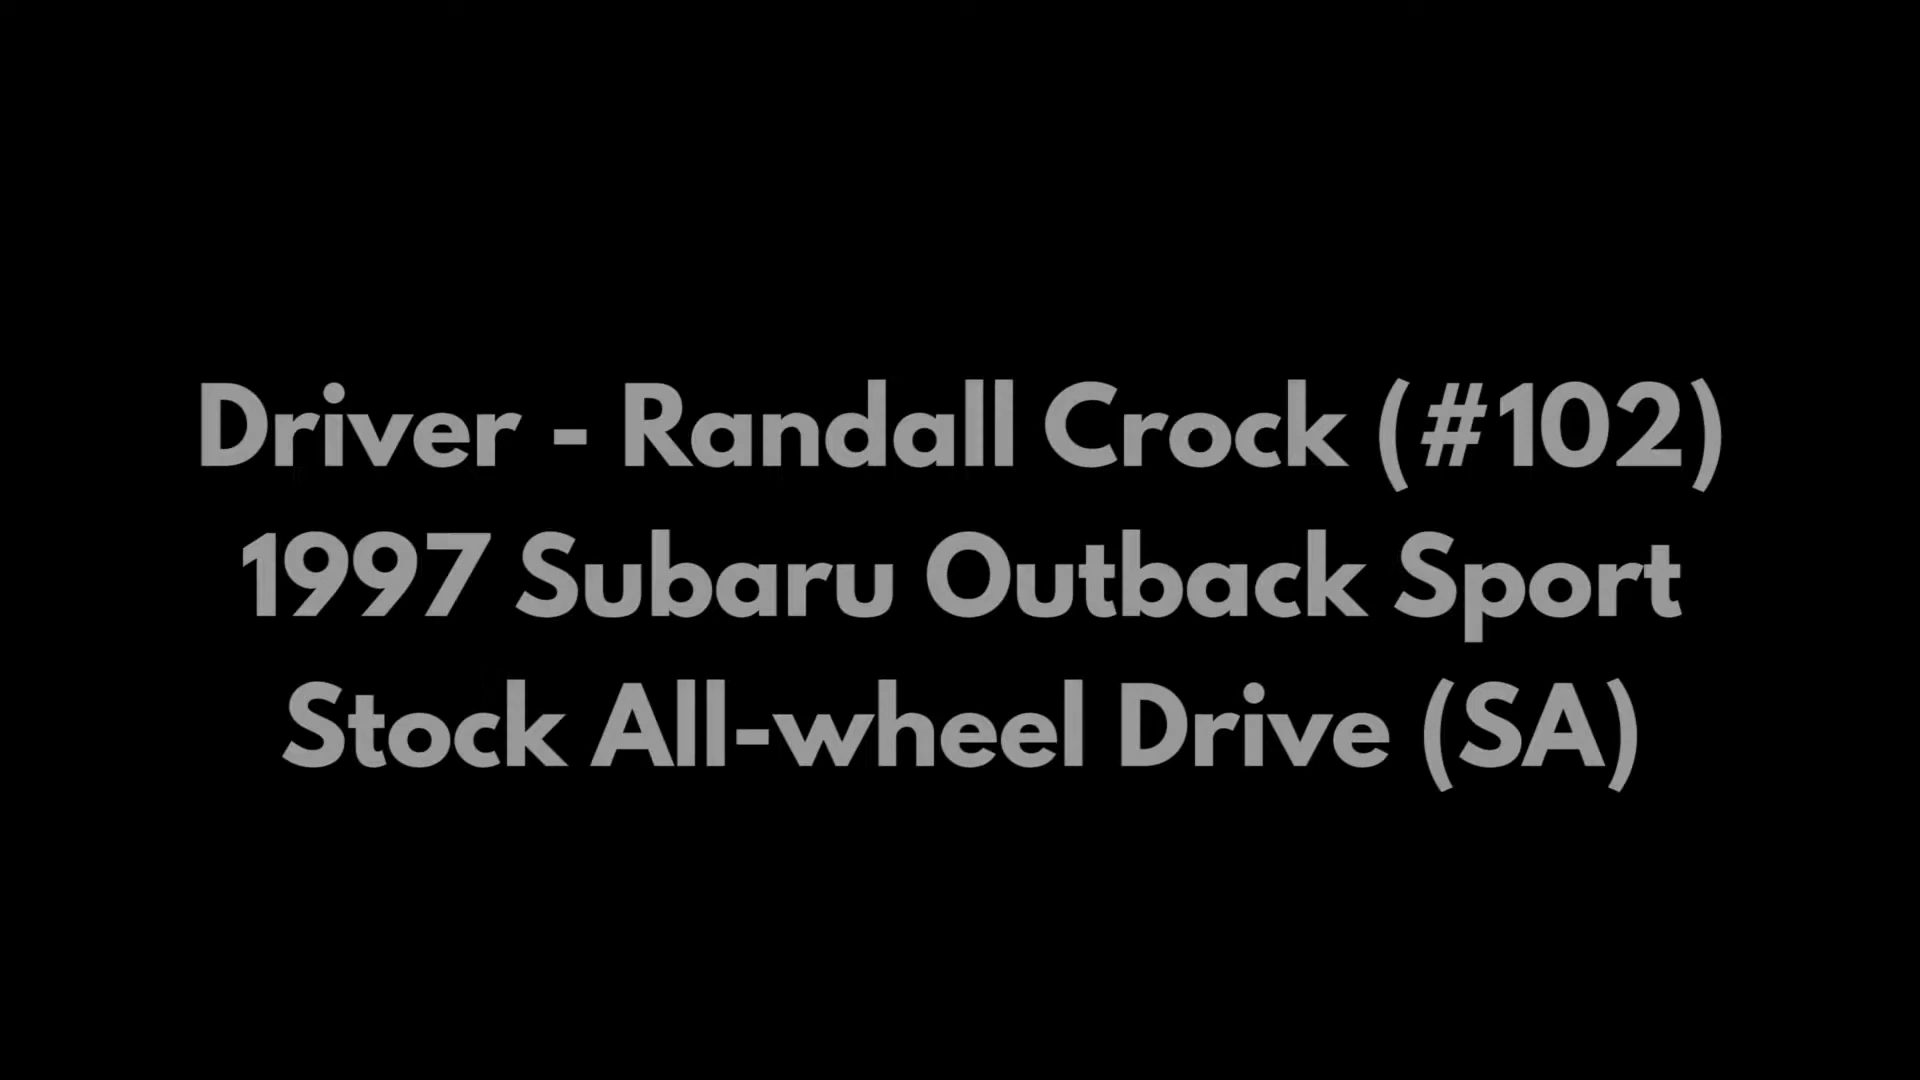 Driver - Randall Crock (#102)
1997 Subaru Outback Sport
Stock All-wheel Drive (SA)